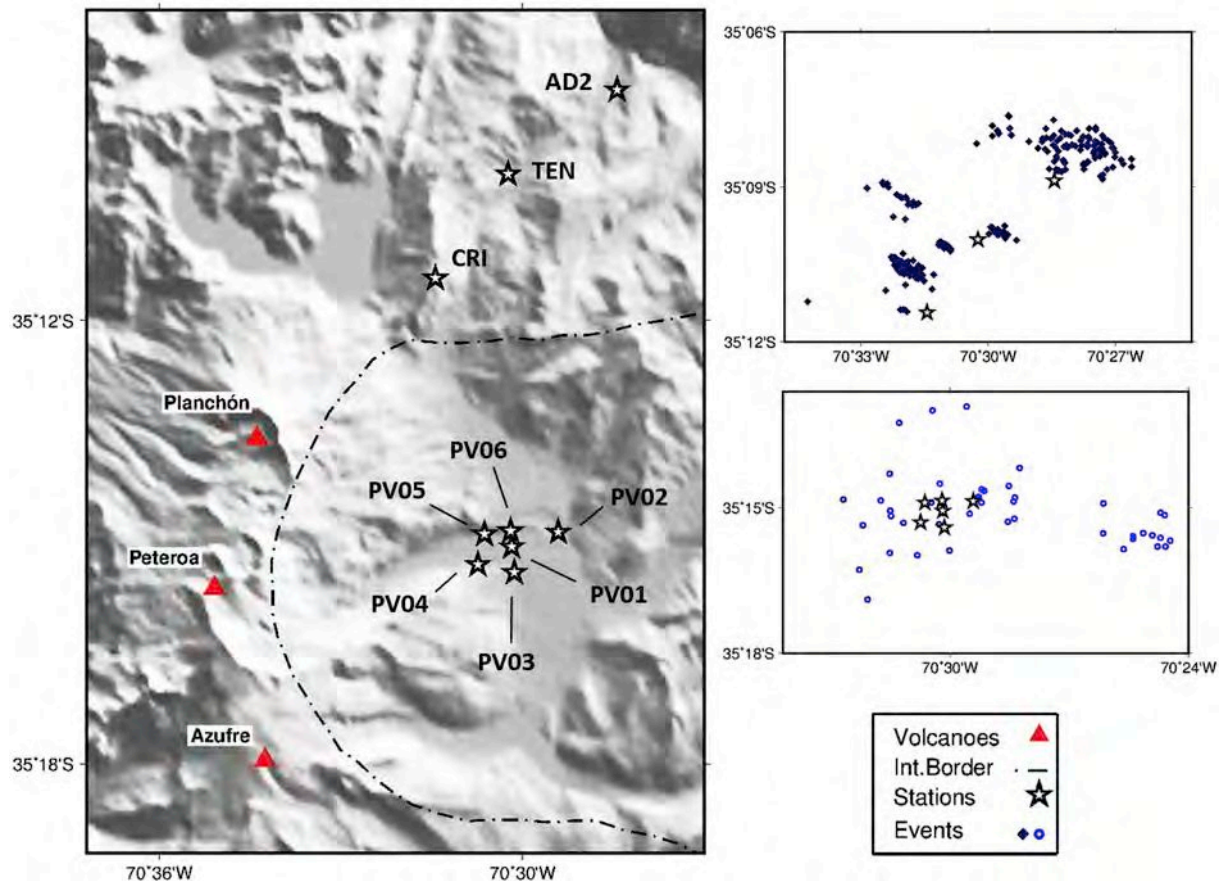 AD2
TEN
CRI
35°12'S
Planchón
PV06
PV05
PV02
Peteroa
PV04
PV01
PV03
Azufre
35°18'S
70°36'W
70°30'W
35°06'S
35°09'S
35°12'S
70°33'W
70°30'W
70°27'W
35°15'S
35°18'S
70°30'W
70°24'W
Volcanoes
Int.Border
Stations
Events